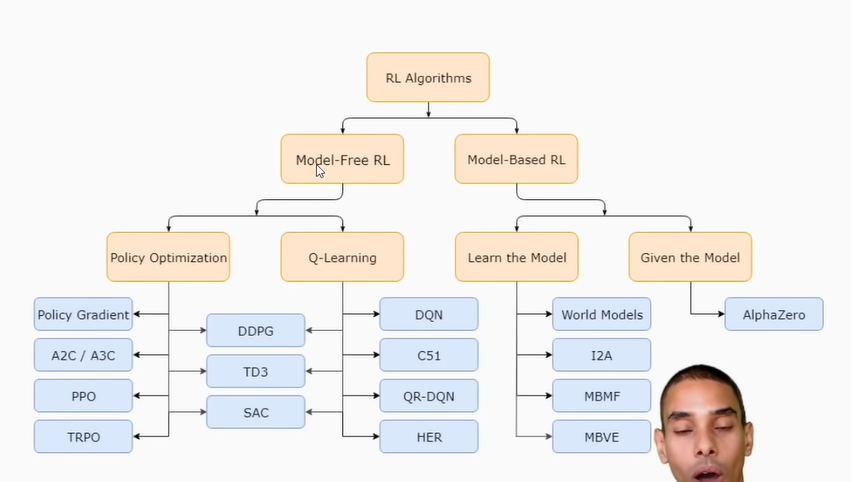 RL Algorithms
Model-Free RL
Model-Based RL
Policy Optimization
Q-Learning
Learn the Model
Given the Model
Policy Gradient
DDPG
DQN
World Models
AlphaZero
A2C / A3C
TD3
C51
I2A
PPO
SAC
QR-DQN
MBMF
TRPO
HER
MBVE